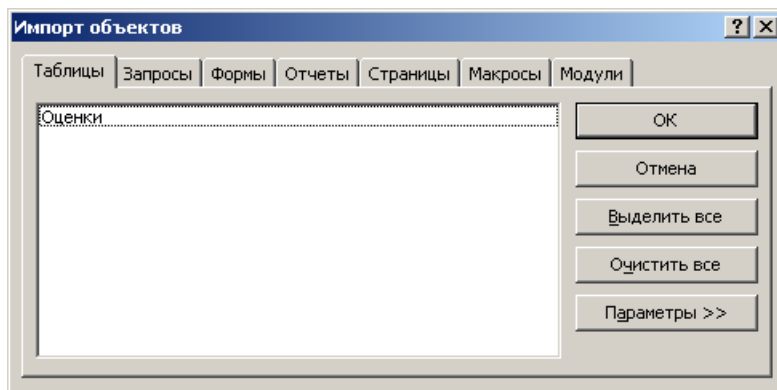 Импорт объектов
Таблицы Запросы Формы Отчеты Страницы Макросы Модули
Оценки
ОК
Отмена
Выделить все
Очистить все
Параметры >>